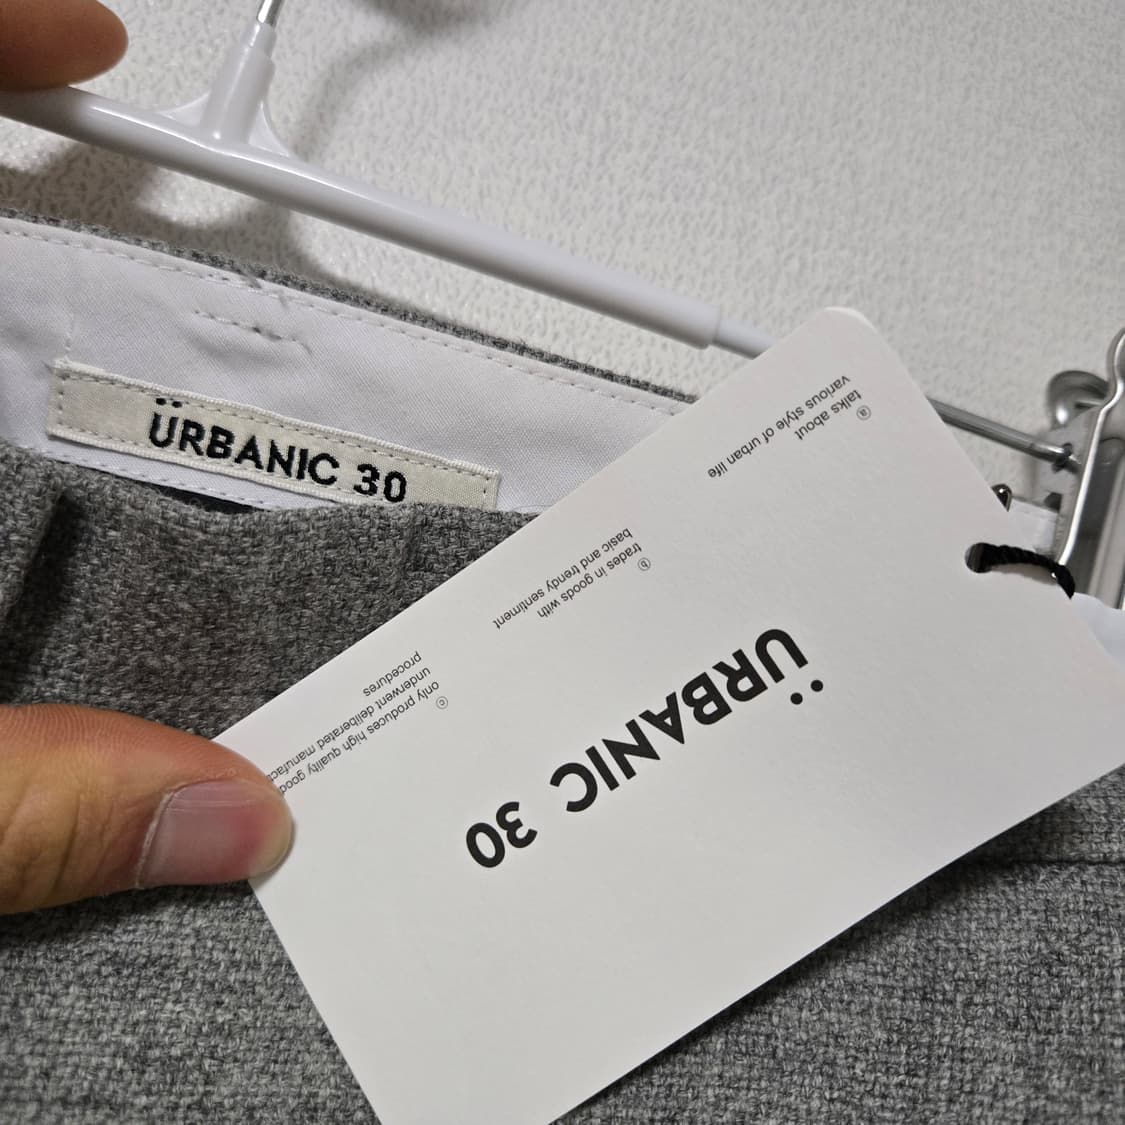 ÜRBANIC 30
ⓐ
talks about
various style of urban life
ⓑ
trades in goods with
basic and trendy sentiment
ⓒ
only produces high quality
underwent deliberated
procedures
ÜRBANIC 30